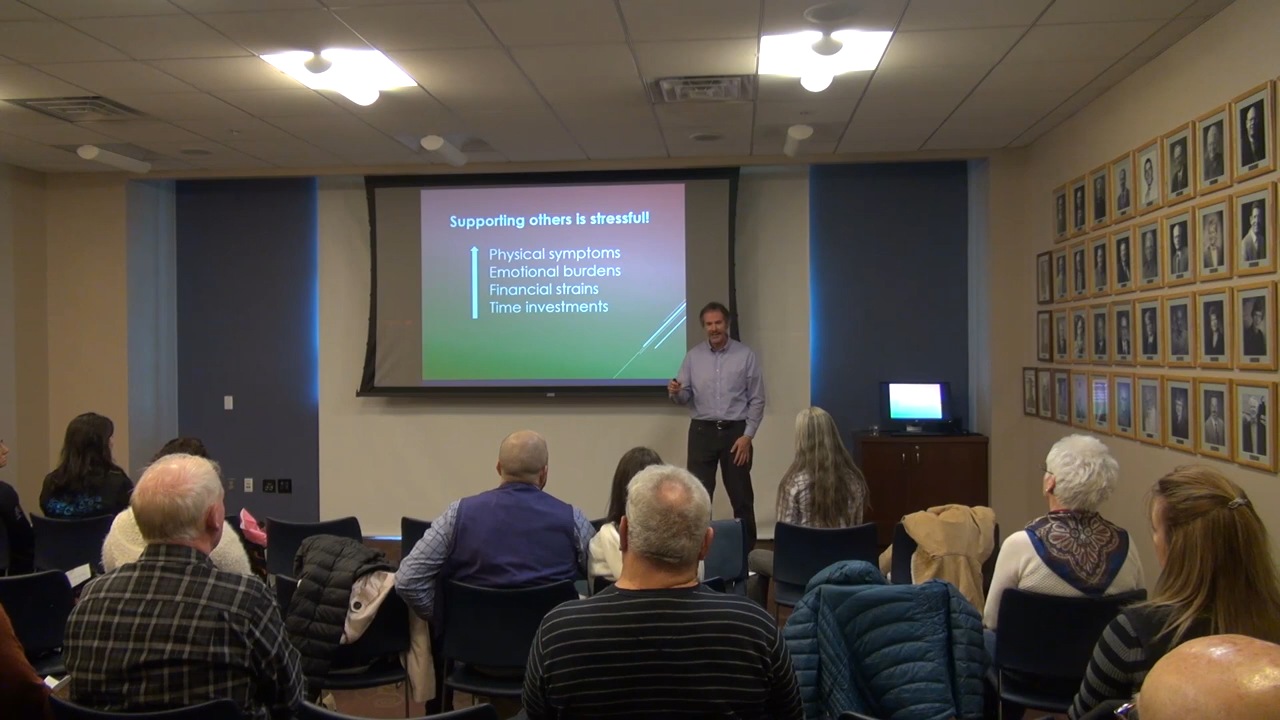 Supporting others is stressful!
Physical symptoms
Emotional burdens
Financial strains
Time investments